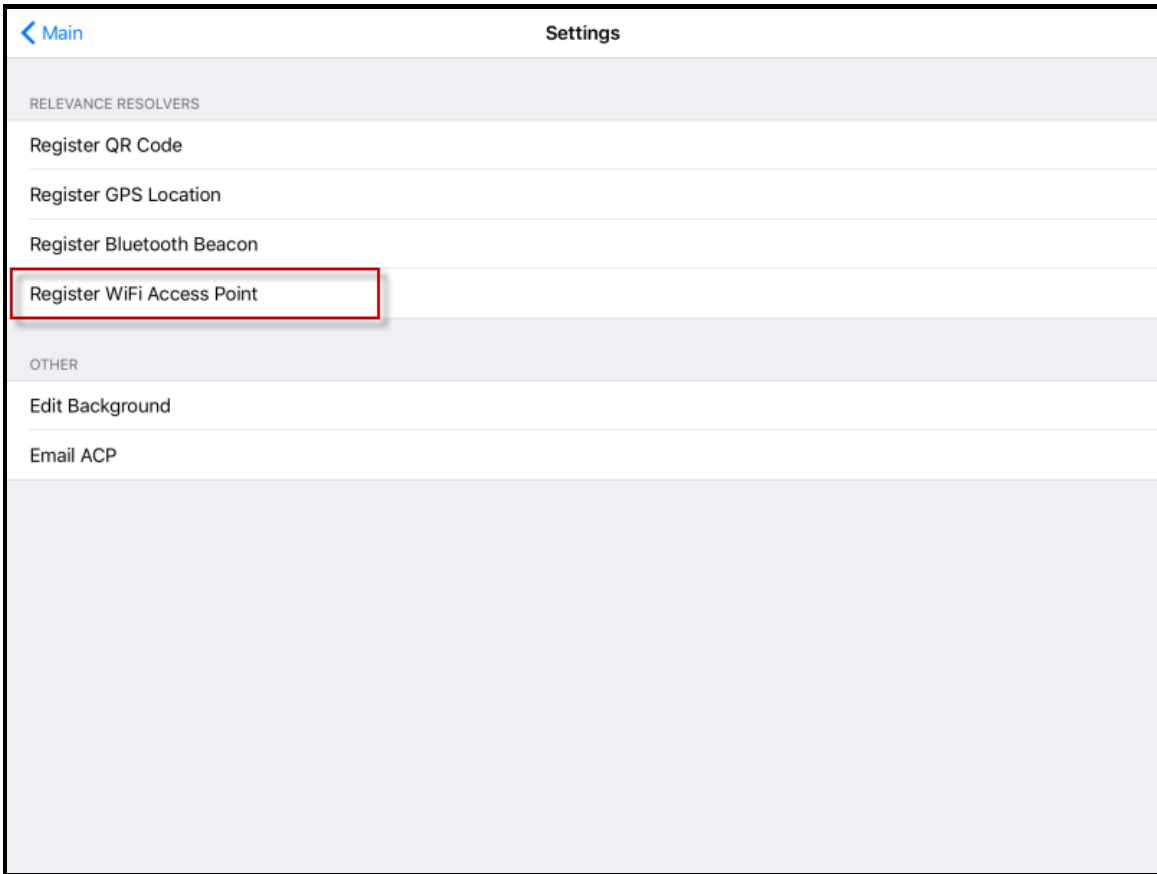 Main
Settings
RELEVANCE RESOLVERS
Register QR Code
Register GPS Location
Register Bluetooth Beacon
Register WiFi Access Point
OTHER
Edit Background
Email ACP